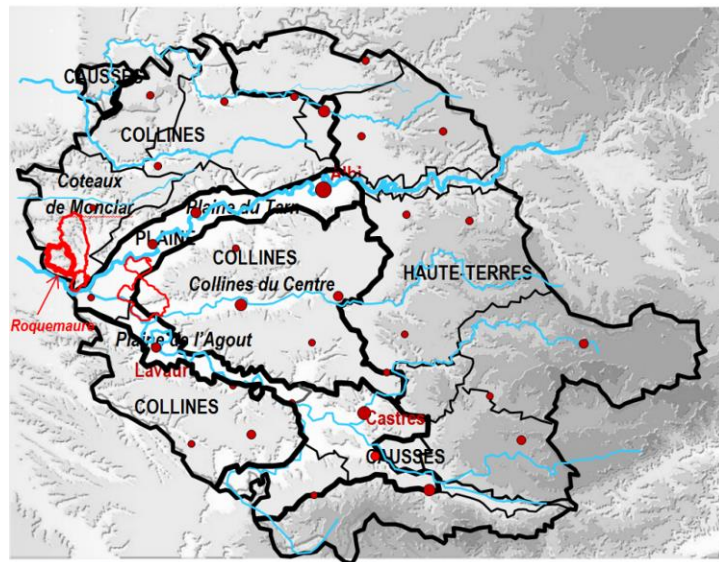 CAUSSES
COLLINES
Coteaux
de Monclar
Albi
Plaine du Tarn
PLAINE
COLLINES
Collines du Centre
HAUTE-TERRES
Roquemaure
Plaine de l'Agout
Lavaur
COLLINES
Castres
CAUSSES